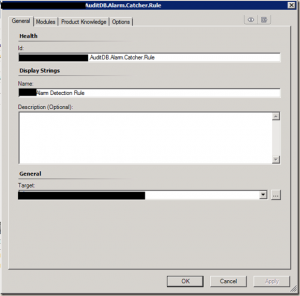 AuditDB.Alarm.Catcher.Rule
General Modules Product Knowledge Options
Health
Id:
AuditDB.Alarm.Catcher.Rule
Display Strings
Name:
Alarm Detection Rule
Description (Optional):
General
Target:
...
OK Cancel Apply